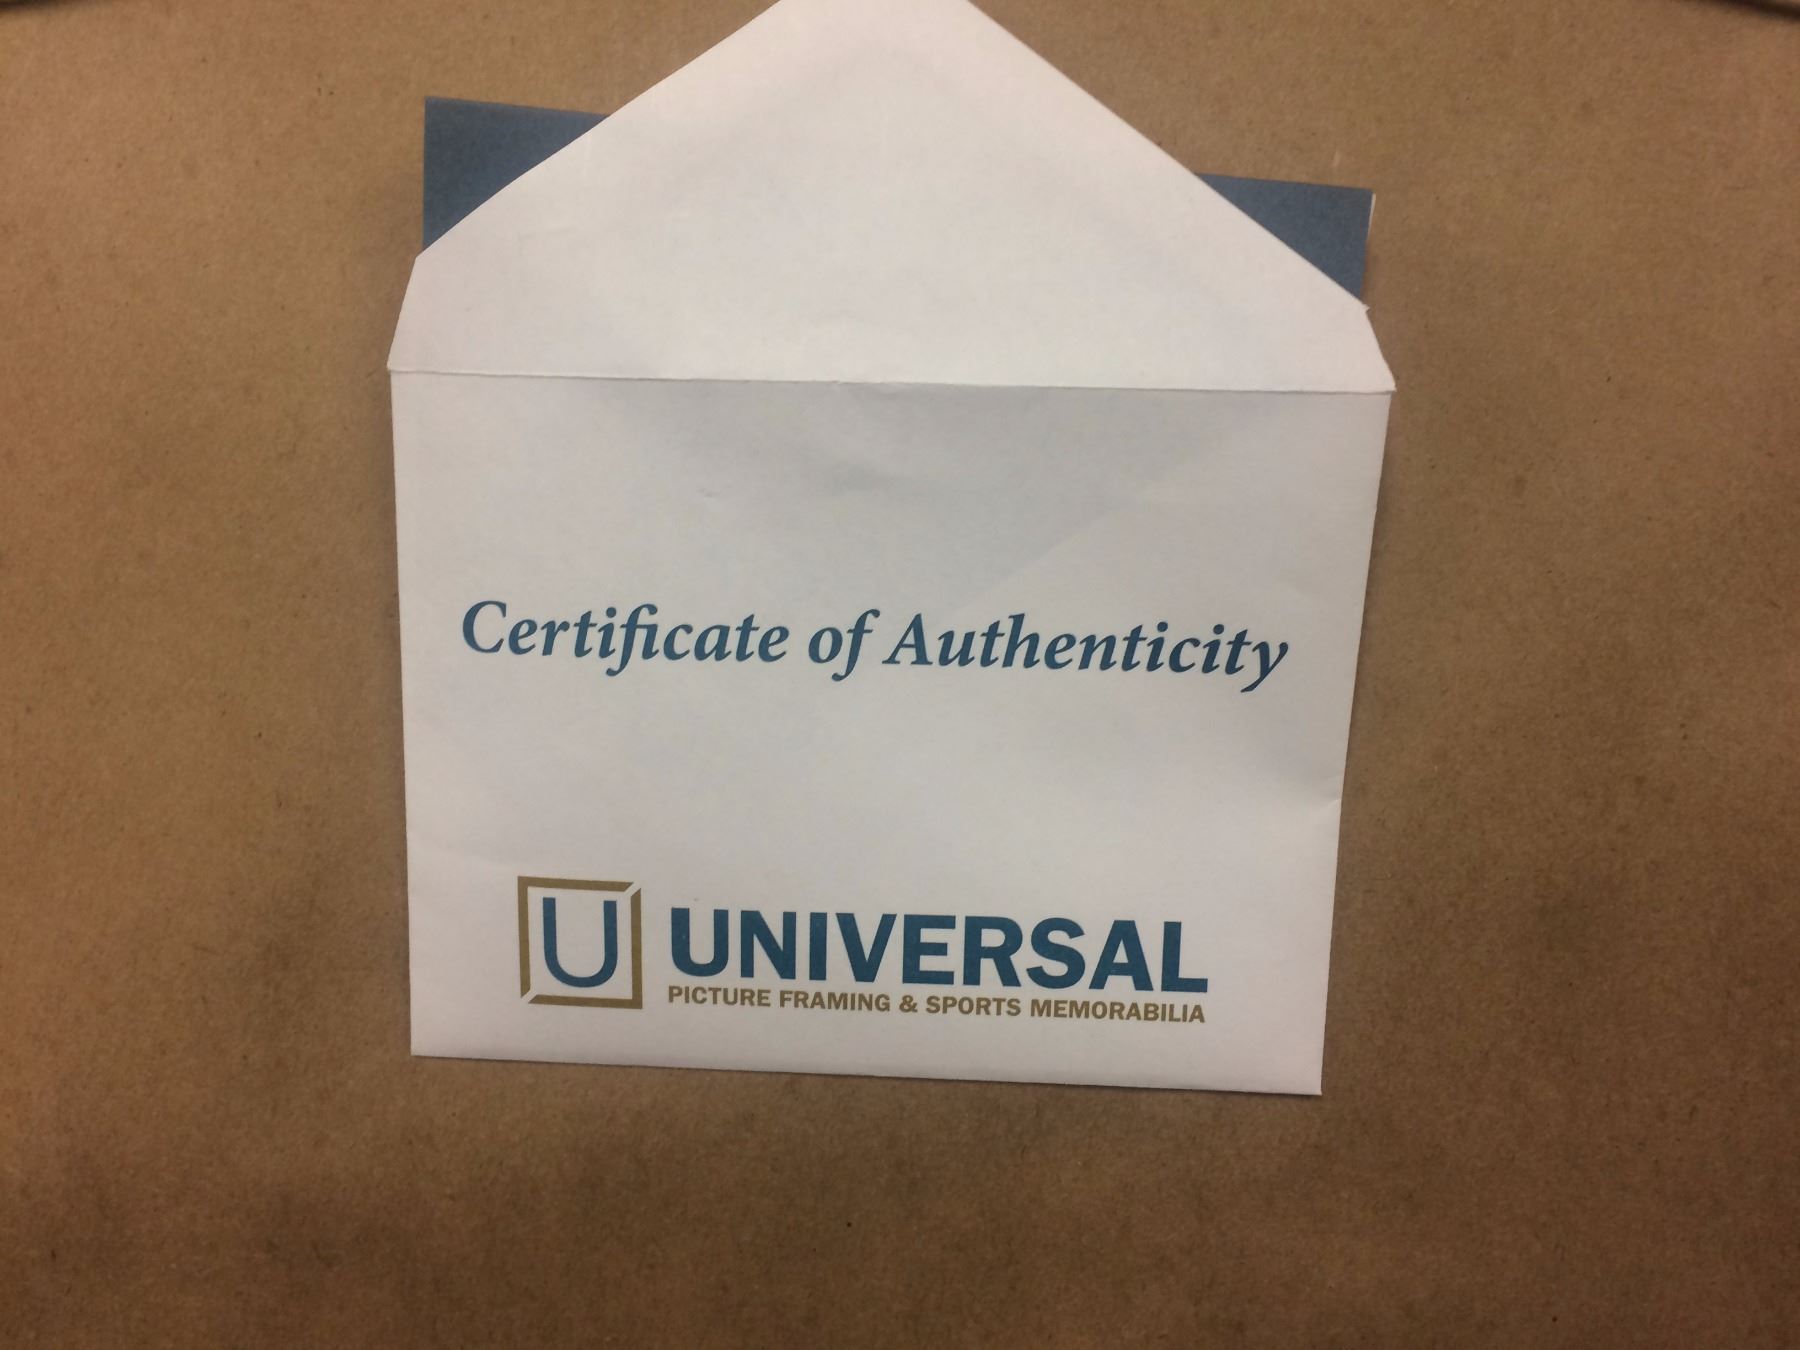 Certificate of Authenticity
U UNIVERSAL
PICTURE FRAMING & SPORTS MEMORABILIA